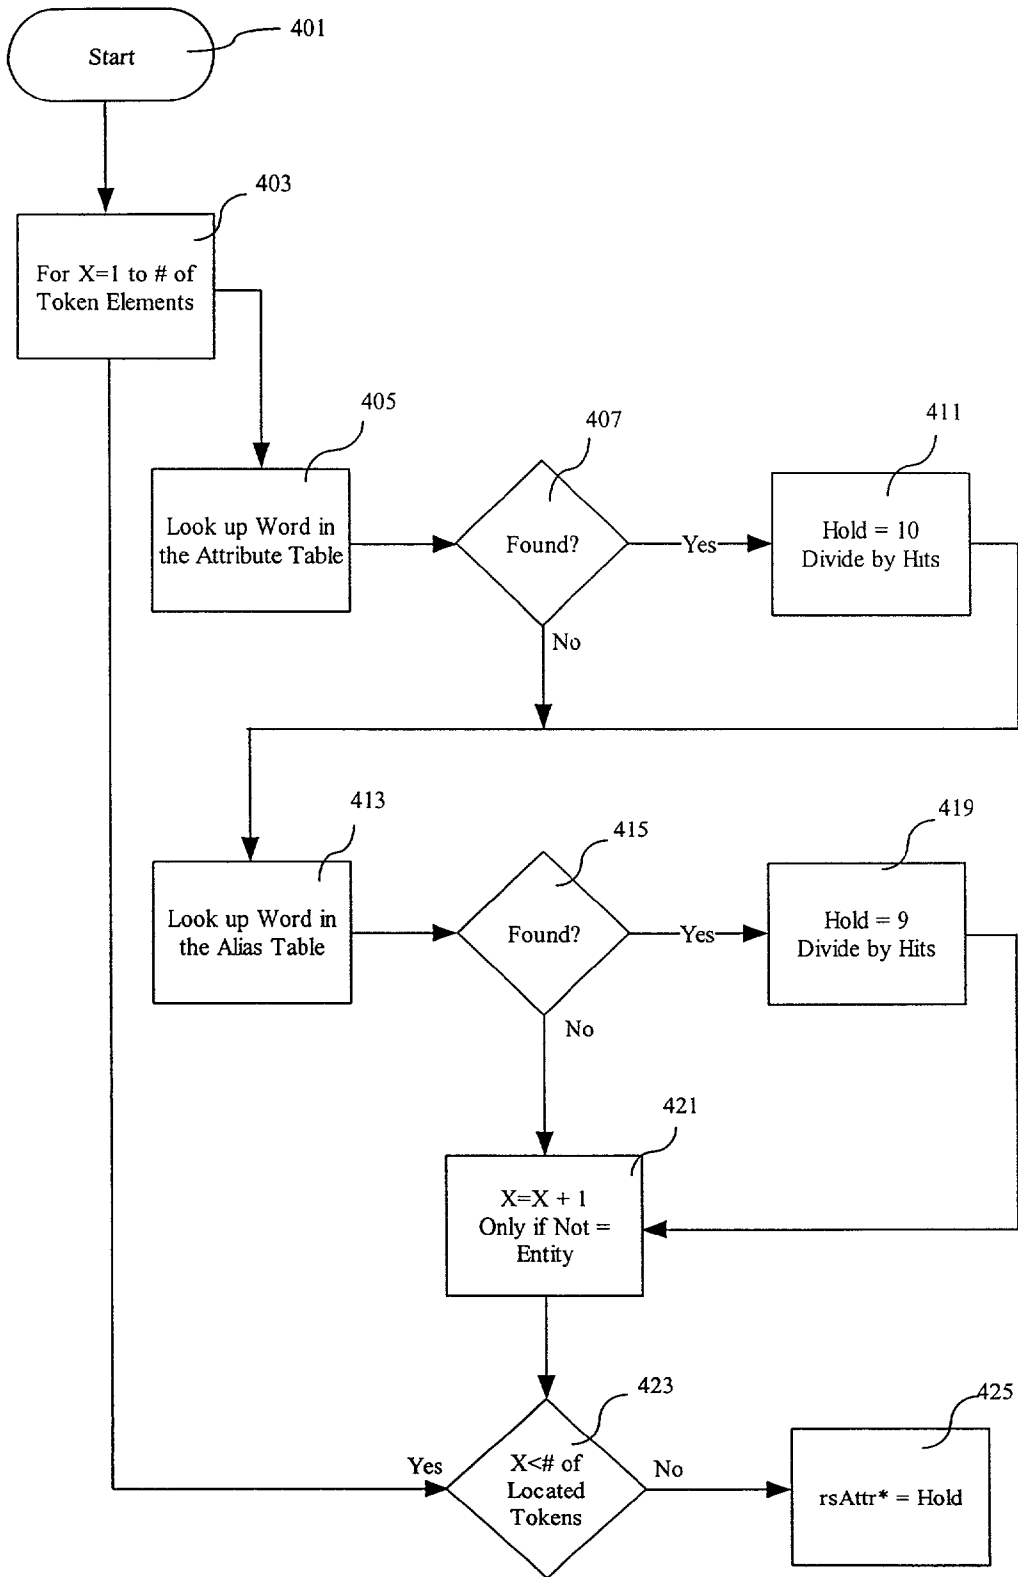 401
Start
403
For X=1 to # of
Token Elements
405
407
411
Look up Word in
the Attribute Table
Found?
Yes
Hold = 10
Divide by Hits
No
413
415
419
Look up Word in
the Alias Table
Found?
Yes
Hold = 9
Divide by Hits
No
421
X=X + 1
Only if Not =
Entity
423
425
Yes
X<# of
Located
Tokens
No
rsAttr* = Hold